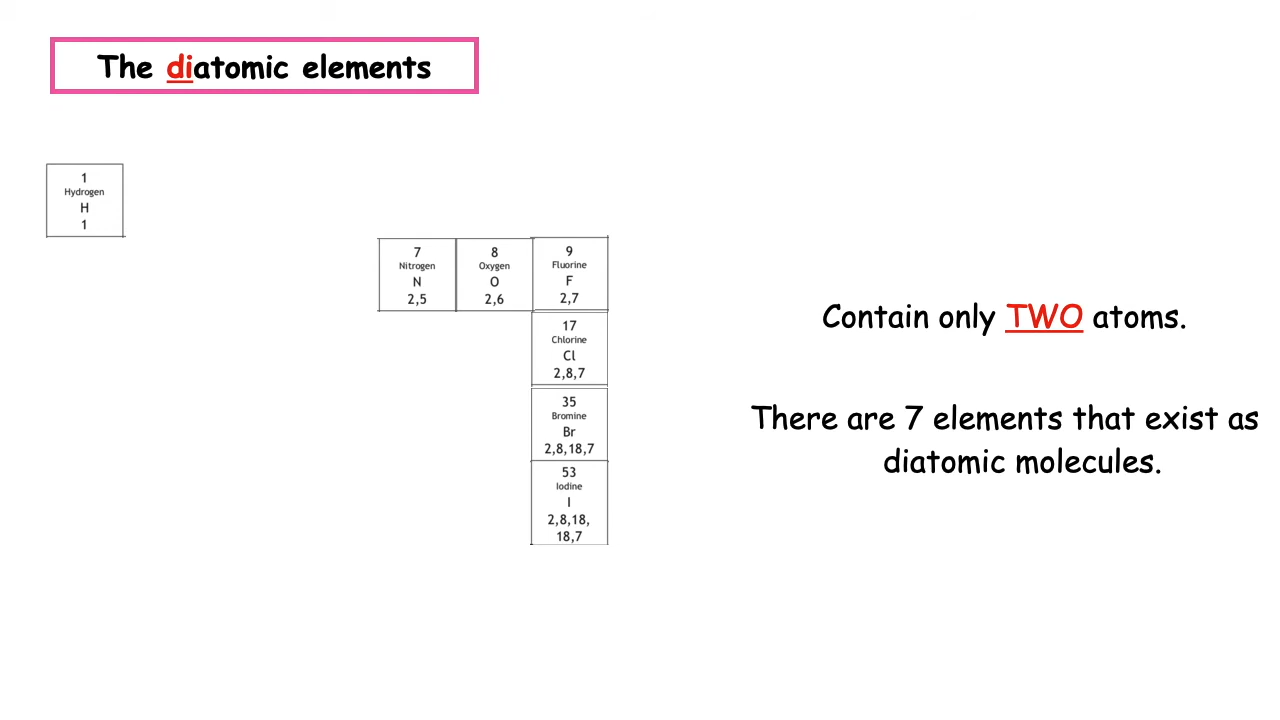 The diatomic elements
1
Hydrogen
H
1
7
Nitrogen
N
2,5
8
Oxygen
O
2,6
9
Fluorine
F
2,7
17
Chlorine
Cl
2,8,7
35
Bromine
Br
2,8,18,7
53
Iodine
I
2,8,18,
18,7
Contain only TWO atoms.
There are 7 elements that exist as
diatomic molecules.